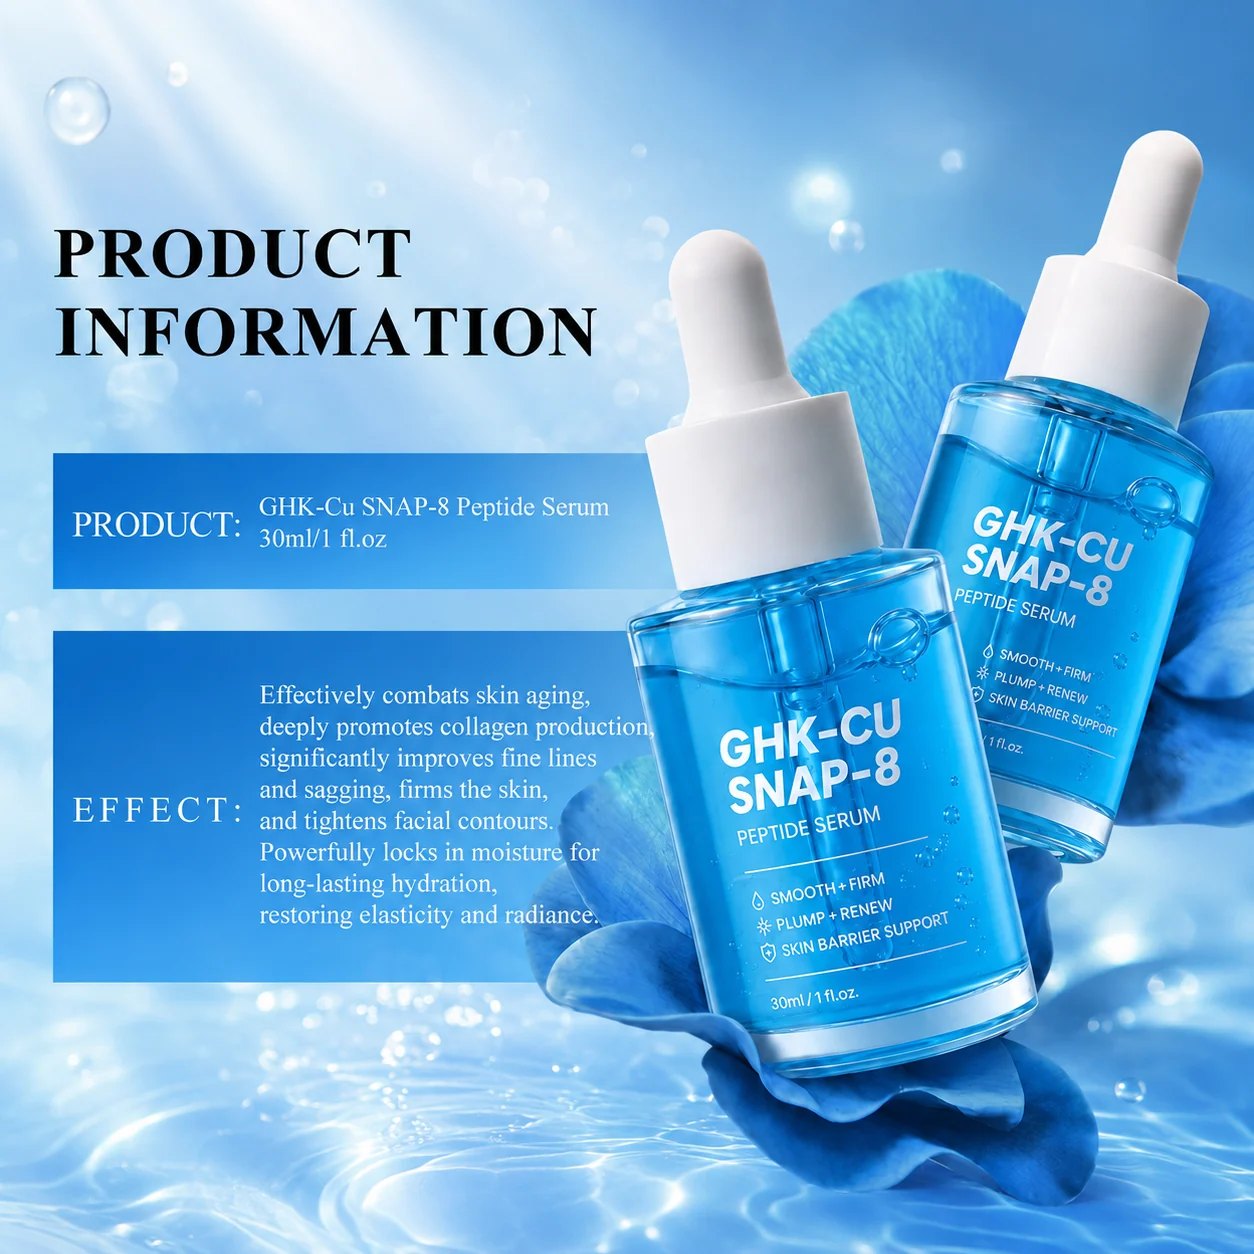 PRODUCT
INFORMATION
PRODUCT:
GHK-Cu SNAP-8 Peptide Serum
30ml/1 fl.oz
EFFECT:
Effectively combats skin aging,
deeply promotes collagen production,
significantly improves fine lines
and sagging, firms the skin,
and tightens facial contours.
Powerfully locks in moisture for
long-lasting hydration,
restoring elasticity and radiance.
GHK-CU
SNAP-8
PEPTIDE SERUM
SMOOTH + FIRM
PLUMP + RENEW
SKIN BARRIER SUPPORT
30ml / 1 fl.oz.
GHK-CU
SNAP-8
PEPTIDE SERUM
SMOOTH + FIRM
PLUMP + RENEW
SKIN BARRIER SUPPORT
/ 1 fl.oz.